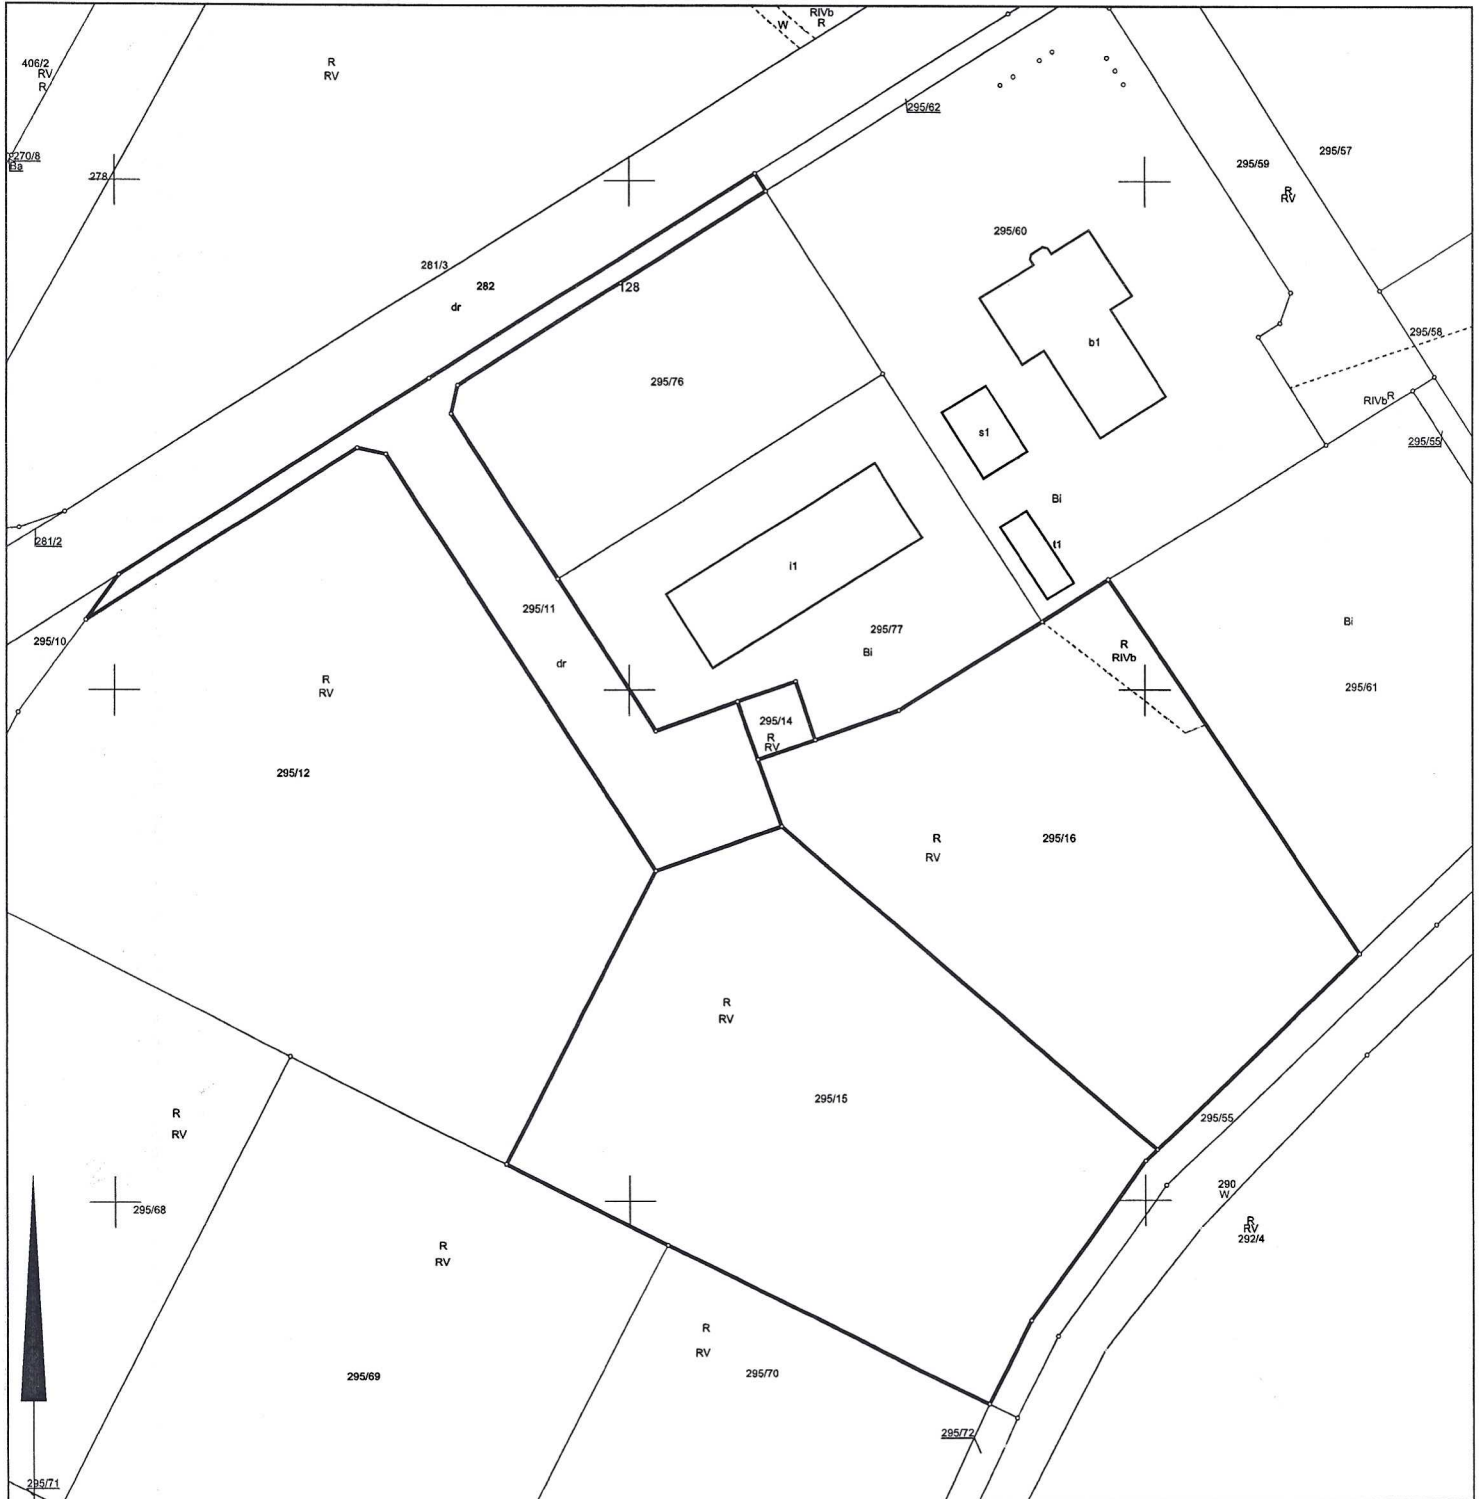 RIVb
R
W
406/2
RV
R
R
RV
295/62
270/8
Ba
278
295/57
295/59
R
RV
295/60
281/3
282
128
dr
295/58
b1
295/76
RIVb R
s1
295/55
Bi
281/2
t1
i1
295/11
295/10
295/77
Bi
Bi
R
RIVb
dr
R
RV
295/61
295/14
R
RV
295/12
R
295/16
RV
R
RV
295/15
R
RV
295/55
290
W
295/68
R
RV
292/4
R
RV
R
RV
295/70
295/69
295/72
295/71